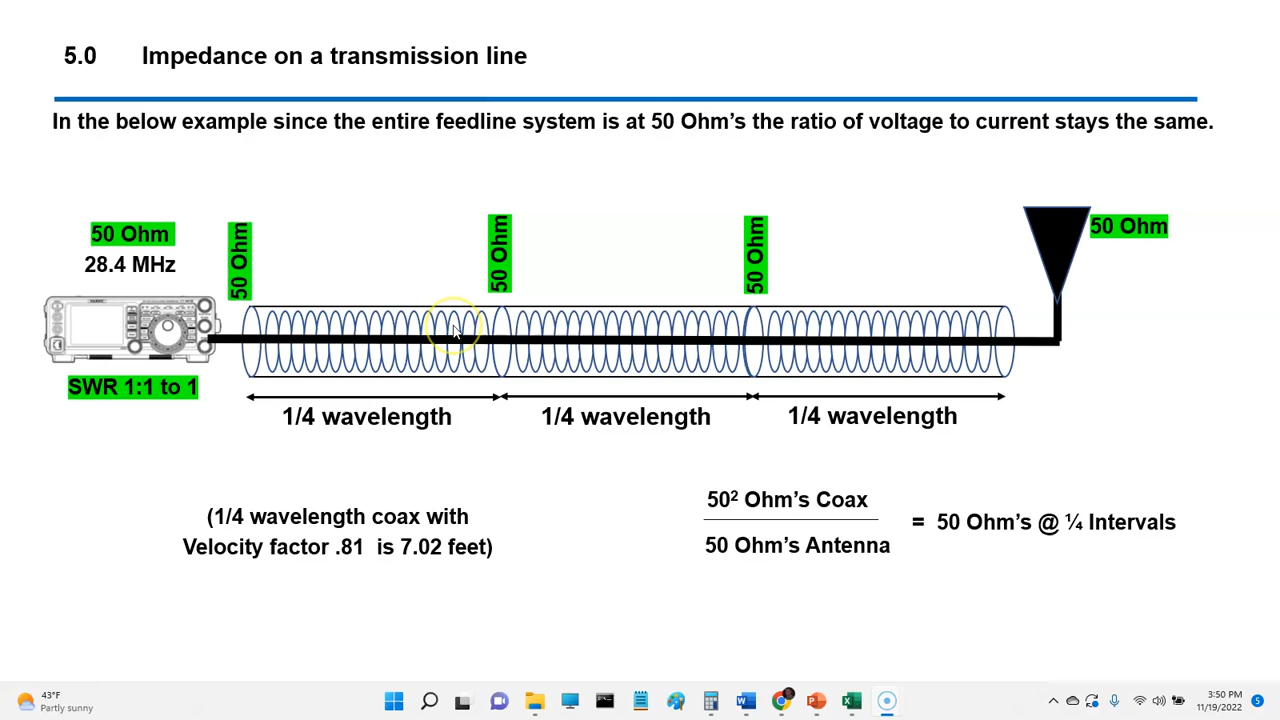 5.0 Impedance on a transmission line
In the below example since the entire feedline system is at 50 Ohm’s the ratio of voltage to current stays the same.
50 Ohm
28.4 MHz
SWR 1:1 to 1
50 Ohm
50 Ohm
50 Ohm
50 Ohm
1/4 wavelength
1/4 wavelength
1/4 wavelength
(1/4 wavelength coax with
Velocity factor .81 is 7.02 feet)
50² Ohm’s Coax
50 Ohm’s Antenna
= 50 Ohm’s @ ¼ Intervals
43°F
Partly sunny
3:50 PM
11/19/2022
5